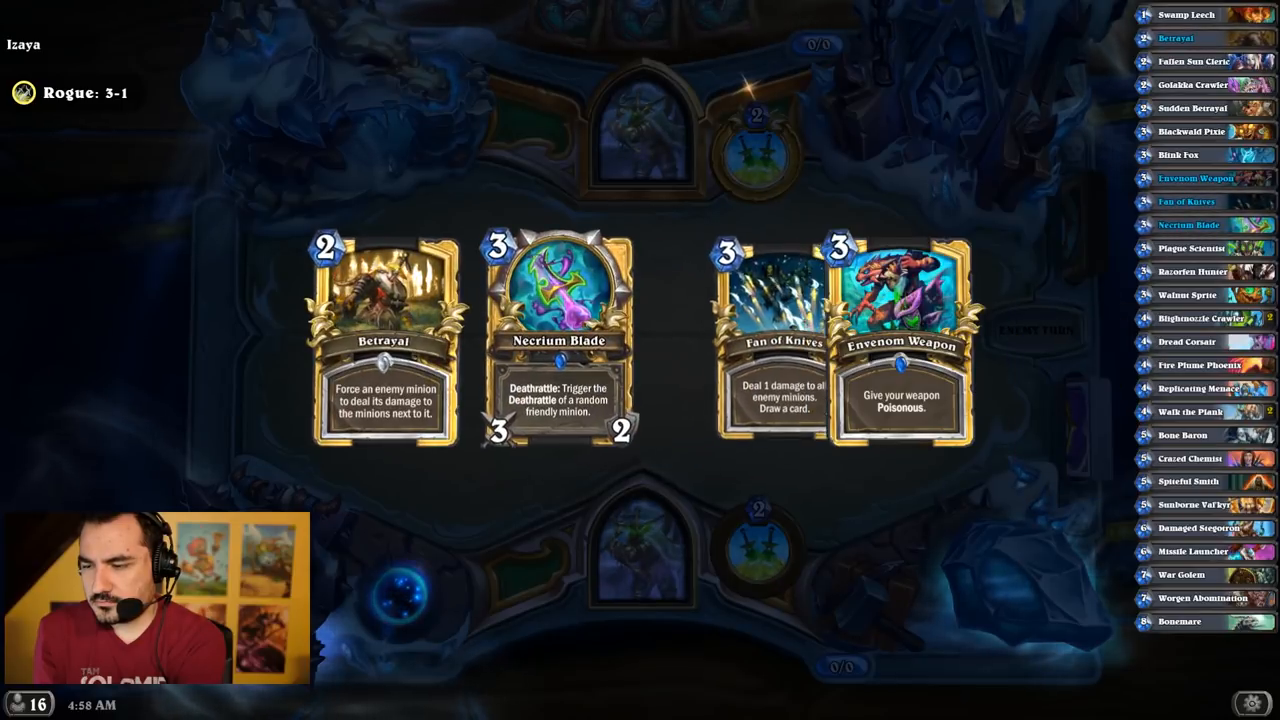 Izaya
Rogue: 3-1
0/0
2
2
Betrayal
Force an enemy minion
to deal its damage to
the minions next to it.
3
Necrium Blade
Deathrattle: Trigger the
Deathrattle of a random
friendly minion.
3
2
3
Fan of Knives
Deal 1 damage to all
enemy minions.
Draw a card.
3
Envenom Weapon
Give your weapon
Poisonous.
ENEMY TURN
2
0/0
TAM
16
4:58 AM
1 Swamp Leech
2 Betrayal
2 Fallen Sun Cleric
2 Golakka Crawler
2 Sudden Betrayal
3 Blackwald Pixie
3 Blink Fox
3 Envenom Weapon
3 Fan of Knives
3 Necrium Blade
3 Plague Scientist
3 Razorfen Hunter
3 Walnut Sprite
4 Blightnozzle Crawler 2
4 Dread Corsair
4 Fire Plume Phoenix
4 Replicating Menace
4 Walk the Plank 2
5 Bone Baron
5 Crazed Chemist
5 Spiteful Smith
5 Sunborne Val'kyr
6 Damaged Stegotron
6 Missile Launcher
7 War Golem
7 Worgen Abomination
8 Bonemare